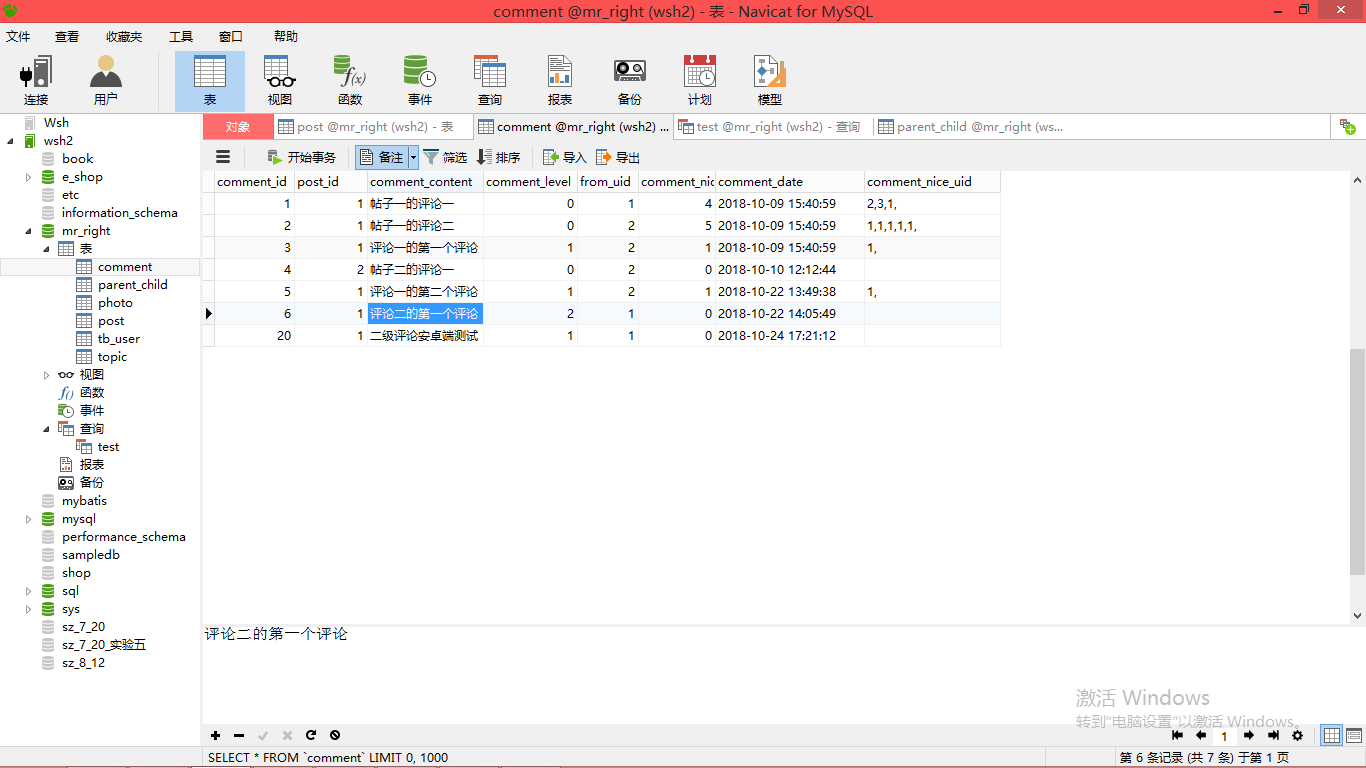 comment @mr_right (wsh2) - 表 - Navicat for MySQL
文件 查看 收藏夹 工具 窗口 帮助
连接 用户 表 视图 函数 事件 查询 报表 备份 计划 模型
对象 post @mr_right (wsh2) - 表 comment @mr_right (wsh2) ... test @mr_right (wsh2) - 查询 parent_child @mr_right (ws...
开始事务 备注 筛选 排序 导入 导出
Wsh
wsh2
book
e_shop
etc
information_schema
mr_right
表
comment
parent_child
photo
post
tb_user
topic
视图
函数
事件
查询
test
报表
备份
mybatis
mysql
performance_schema
sampledb
shop
sql
sys
sz_7_20
sz_7_20_实验五
sz_8_12
comment_id post_id comment_content comment_level from_uid comment_nic comment_date comment_nice_uid
1 1 帖子一的评论一 0 1 4 2018-10-09 15:40:59 2,3,1,
2 1 帖子一的评论二 0 2 5 2018-10-09 15:40:59 1,1,1,1,1,
3 1 评论一的第一个评论 1 2 1 2018-10-09 15:40:59 1,
4 2 帖子二的评论一 0 2 0 2018-10-10 12:12:44
5 1 评论一的第二个评论 1 2 1 2018-10-22 13:49:38 1,
6 1 评论二的第一个评论 2 1 0 2018-10-22 14:05:49
20 1 二级评论安卓端测试 1 1 0 2018-10-24 17:21:12
评论二的第一个评论
激活 Windows
转到"电脑设置"以激活 Windows。
1
SELECT * FROM `comment` LIMIT 0, 1000
第 6 条记录 (共 7 条) 于第 1 页